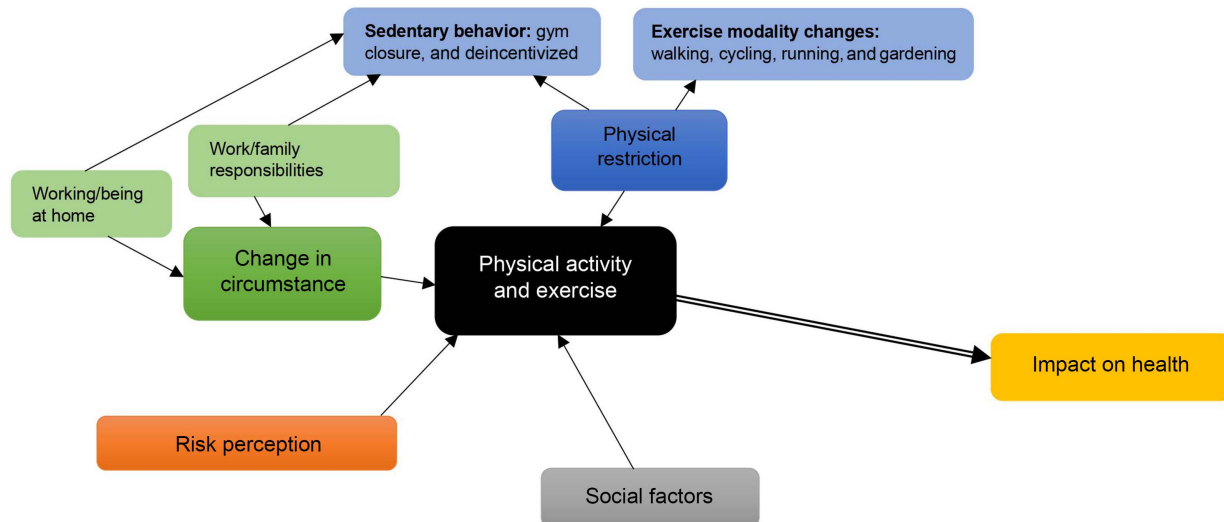 Sedentary behavior: gym
closure, and deincentivized
Exercise modality changes:
walking, cycling, running, and gardening
Work/family
responsibilities
Physical
restriction
Working/being
at home
Change in
circumstance
Physical activity
and exercise
Impact on health
Risk perception
Social factors